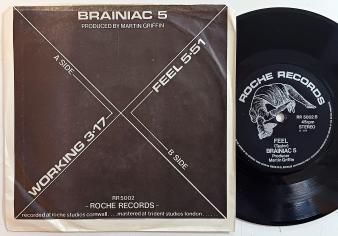 BRAINIAC 5
PRODUCED BY MARTIN GRIFFIN
A SIDE
FEEL 5·51
WORKING 3·17
B SIDE
RR5002
- ROCHE RECORDS -
recorded at roche studios cornwall....mastered at trident studios london....
ROCHE RECORDS
RR 5002 B
45rpm
STEREO
FEEL
(Taylor)
BRAINIAC 5
Producer
Martin Griffin